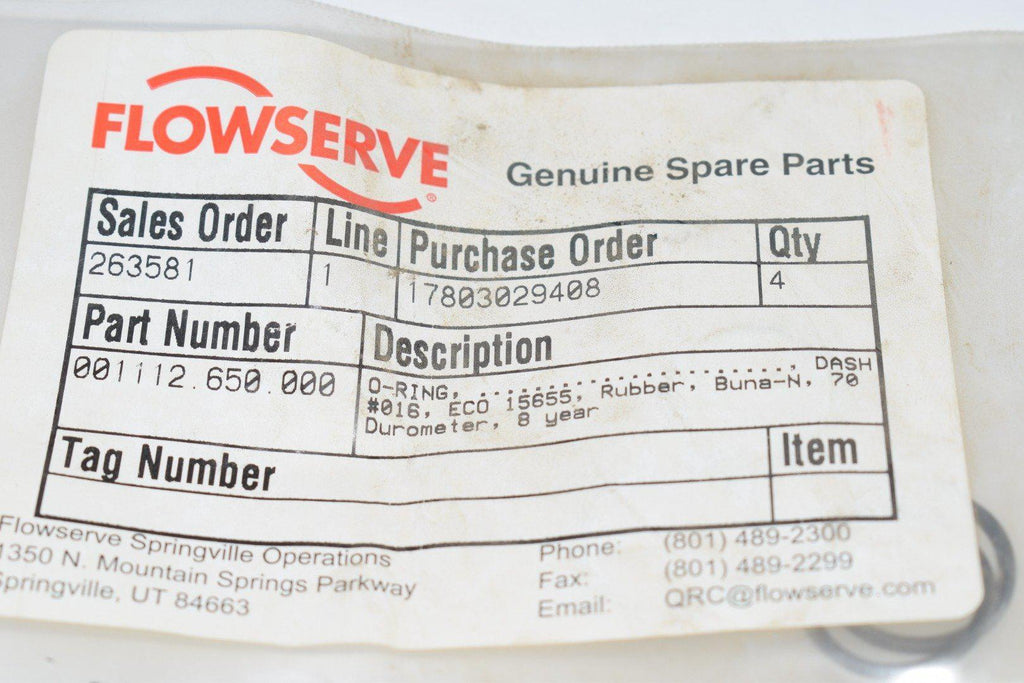 FLOWSERVE®
Genuine Spare Parts
Sales Order Line Purchase Order Qty
263581 1 17803029408 4
Part Number Description
001112.650.000 O-RING, ..............................., DASH
#016, ECO 15655, Rubber, Buna-N, 70
Durometer, 8 year
Tag Number Item
Flowserve Springville Operations
1350 N. Mountain Springs Parkway
Springville, UT 84663
Phone: (801) 489-2300
Fax: (801) 489-2299
Email: QRC@flowserve.com